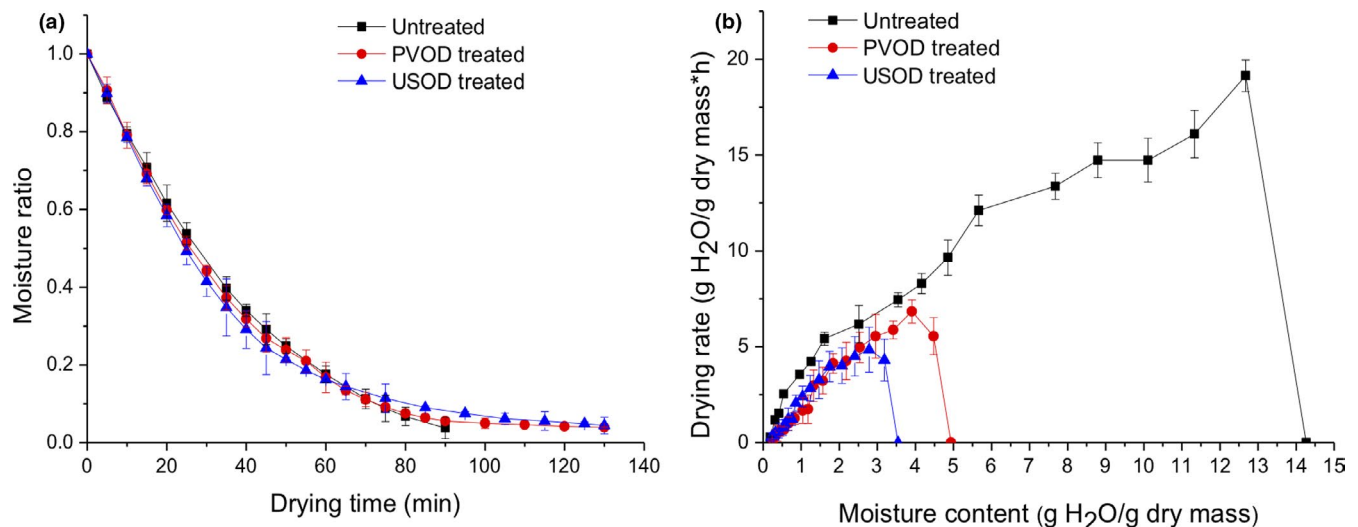 (a)
Untreated
PVOD treated
USOD treated
1.0
0.8
0.6
0.4
0.2
0.0
Moisture ratio
0 20 40 60 80 100 120 140
Drying time (min)
(b)
Untreated
PVOD treated
USOD treated
20
15
10
5
0
Drying rate (g H₂O/g dry mass*h)
0 1 2 3 4 5 6 7 8 9 10 11 12 13 14 15
Moisture content (g H₂O/g dry mass)